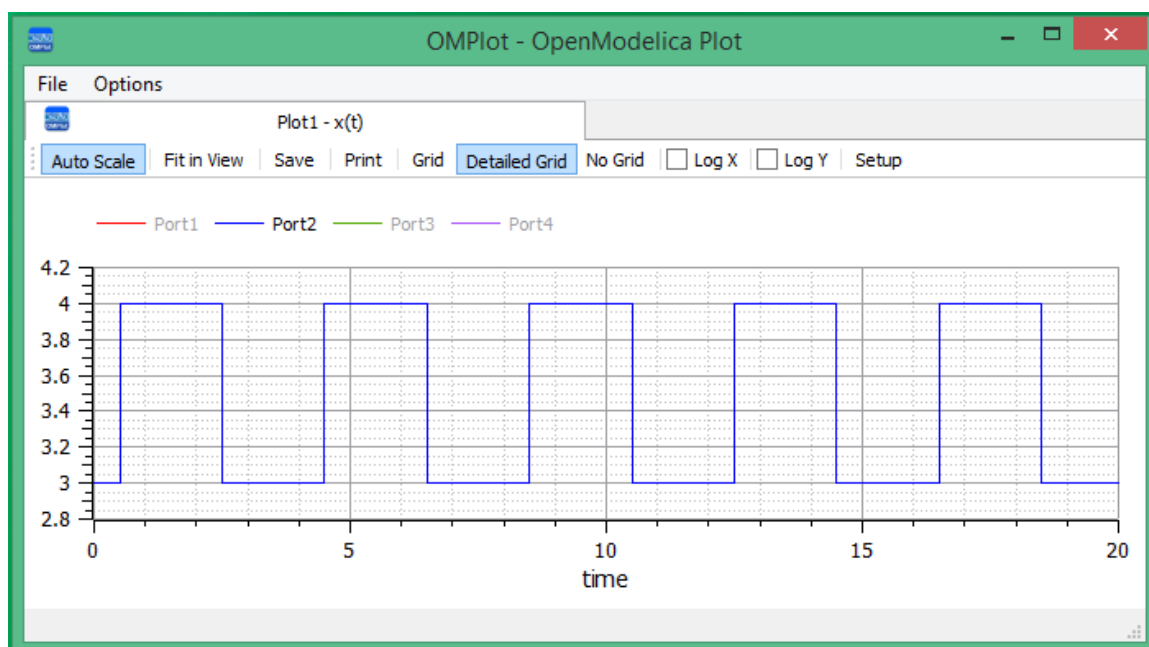 OMPlot - OpenModelica Plot
File Options
Plot1 - x(t)
Auto Scale Fit in View Save Print Grid Detailed Grid No Grid Log X Log Y Setup
Port1 Port2 Port3 Port4
4.2
4
3.8
3.6
3.4
3.2
3
2.8
0 5 10 15 20
time